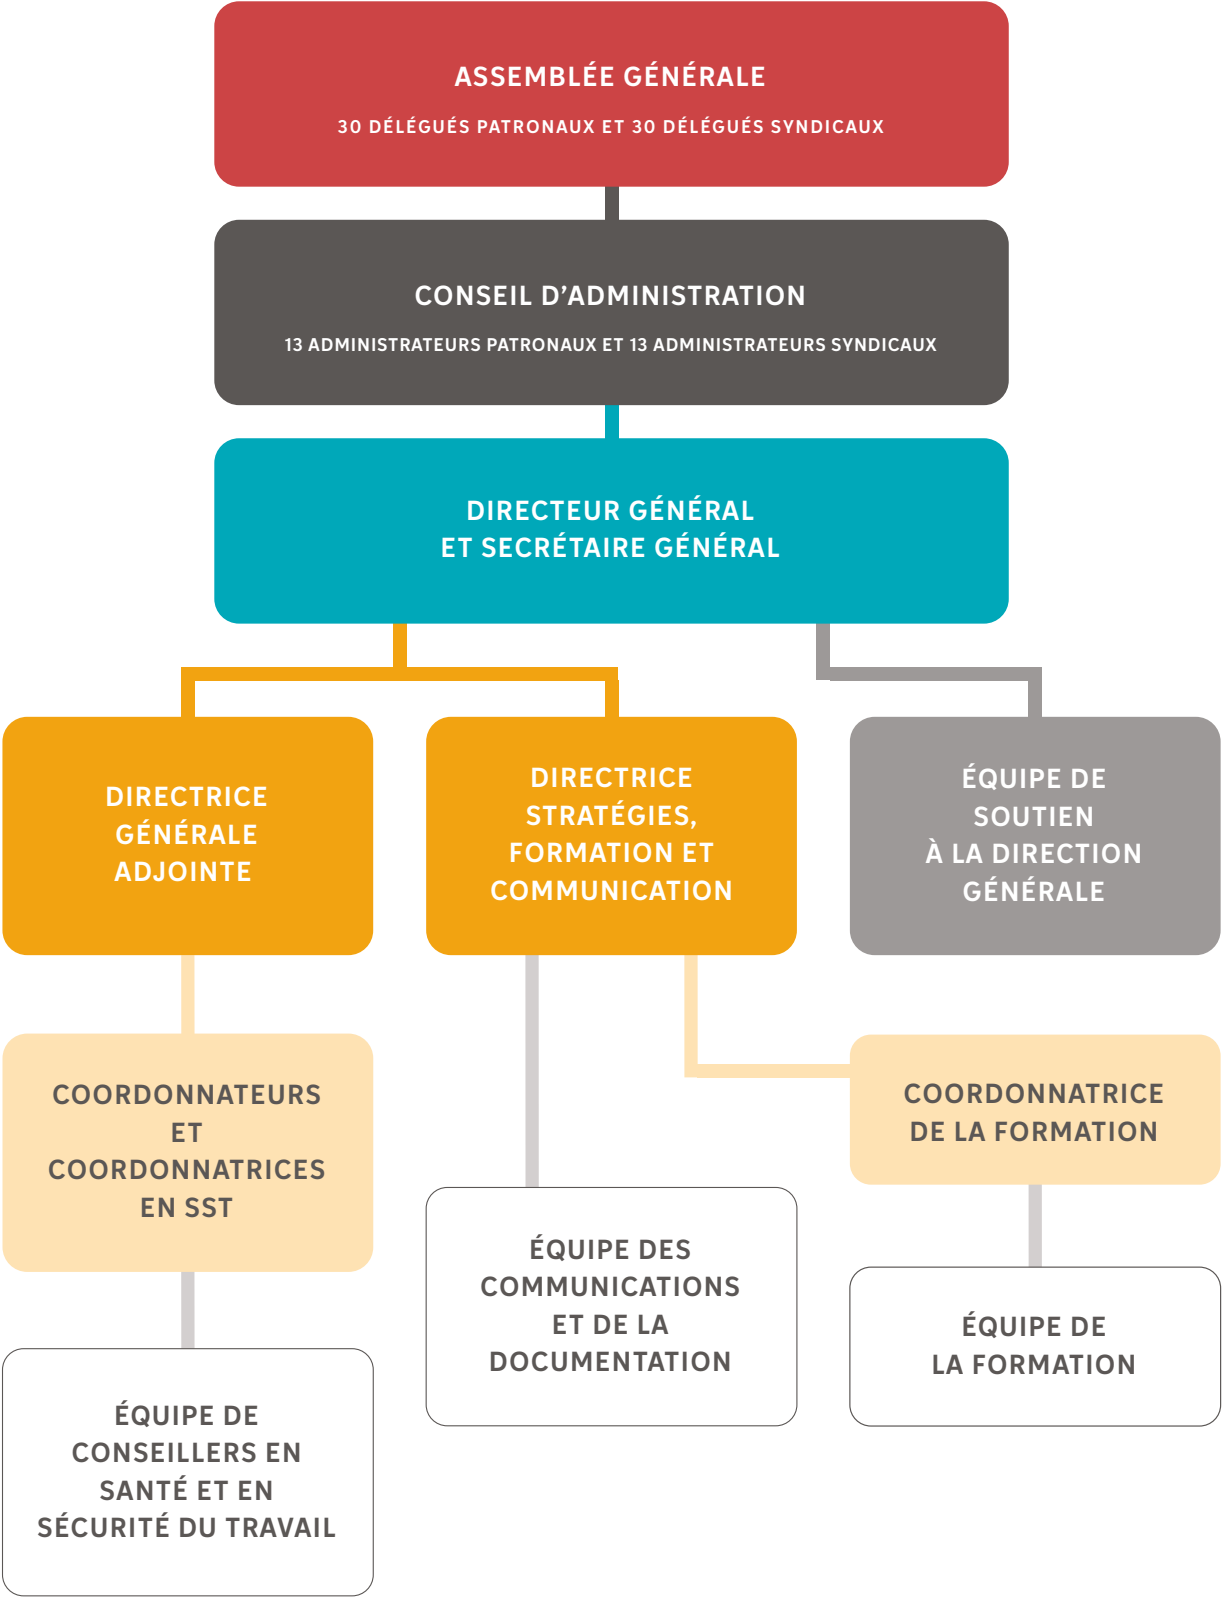 ASSEMBLÉE GÉNÉRALE
30 DÉLÉGUÉS PATRONAUX ET 30 DÉLÉGUÉS SYNDICAUX
CONSEIL D’ADMINISTRATION
13 ADMINISTRATEURS PATRONAUX ET 13 ADMINISTRATEURS SYNDICAUX
DIRECTEUR GÉNÉRAL
ET SECRÉTAIRE GÉNÉRAL
DIRECTRICE
GÉNÉRALE
ADJOINTE
DIRECTRICE
STRATÉGIES,
FORMATION ET
COMMUNICATION
ÉQUIPE DE
SOUTIEN
À LA DIRECTION
GÉNÉRALE
COORDONNATEURS
ET
COORDONNATRICES
EN SST
COORDONNATRICE
DE LA FORMATION
ÉQUIPE DES
COMMUNICATIONS
ET DE LA
DOCUMENTATION
ÉQUIPE DE
LA FORMATION
ÉQUIPE DE
CONSEILLERS EN
SANTÉ ET EN
SÉCURITÉ DU TRAVAIL